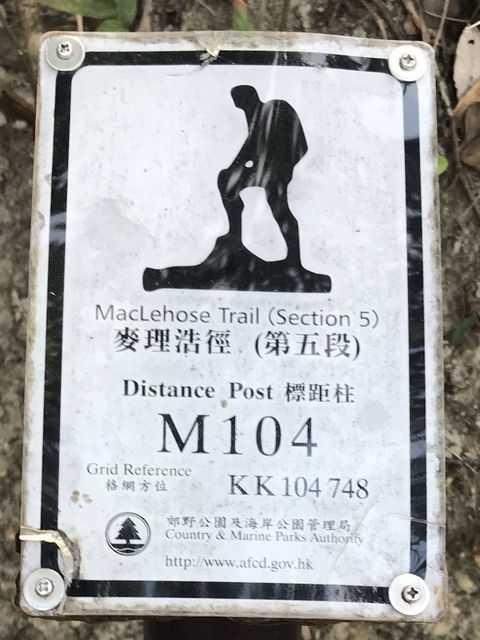 MacLehose Trail (Section 5)
麥理浩徑 (第五段)
Distance Post 標距柱
M104
Grid Reference
格網方位
KK 104 748
郊野公園及海岸公園管理局
Country & Marine Parks Authority
http://www.afcd.gov.hk